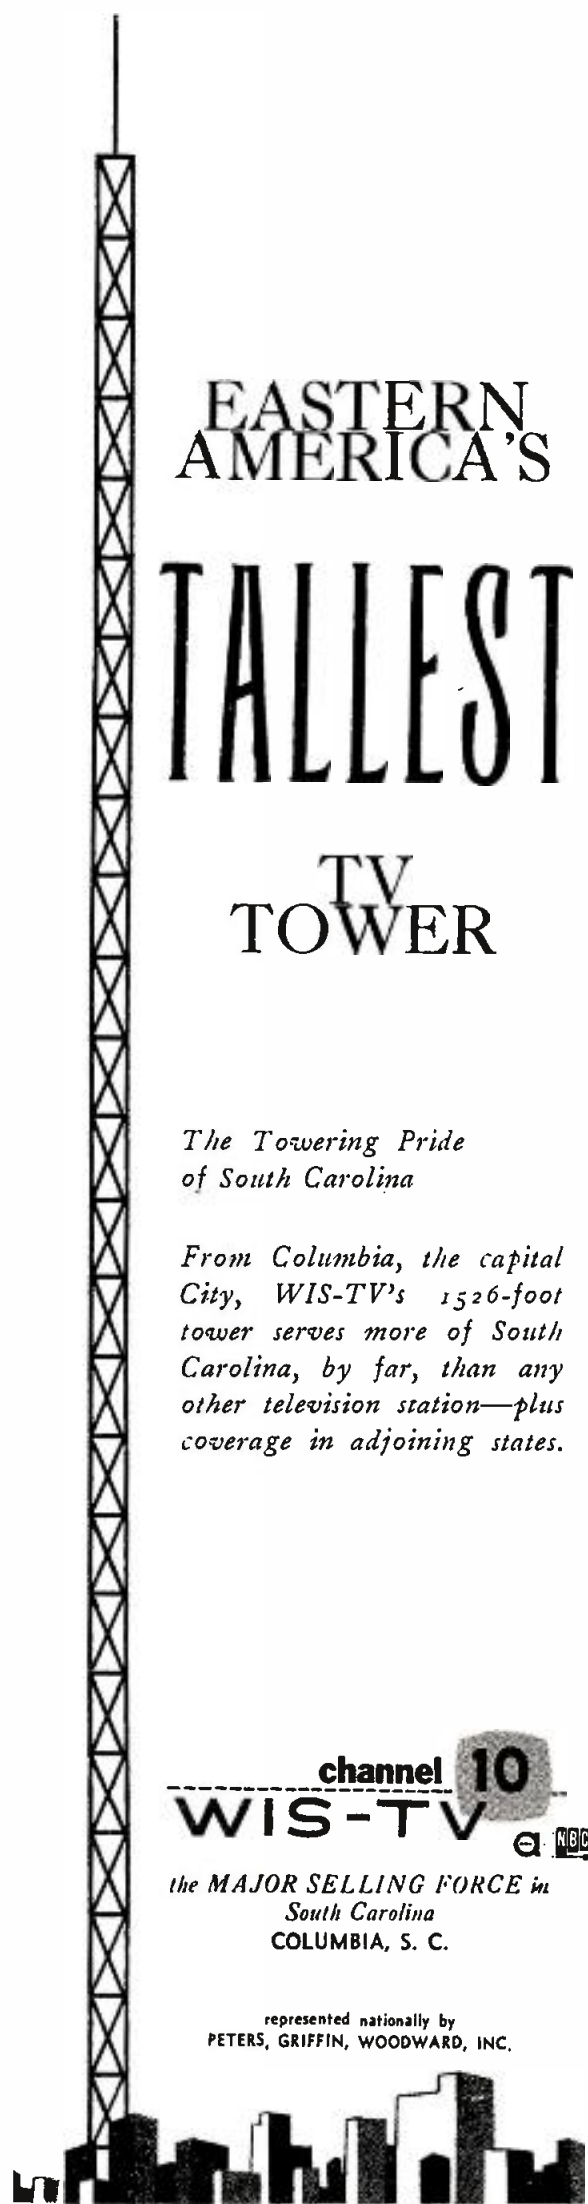 EASTERN
AMERICA'S
TALLEST
TV
TOWER
The Towering Pride
of South Carolina
From Columbia, the capital
City, WIS-TV's 1526-foot
tower serves more of South
Carolina, by far, than any
other television station—plus
coverage in adjoining states.
channel 10
WIS-TV
a NBC
the MAJOR SELLING FORCE in
South Carolina
COLUMBIA, S. C.
represented nationally by
PETERS, GRIFFIN, WOODWARD, INC.